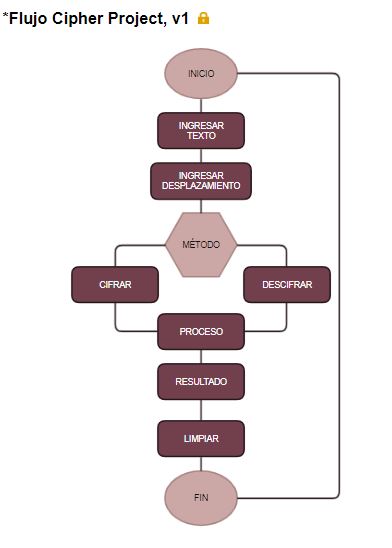 *Flujo Cipher Project, v1
INICIO
INGRESAR
TEXTO
INGRESAR
DESPLAZAMIENTO
MÉTODO
CIFRAR
DESCIFRAR
PROCESO
RESULTADO
LIMPIAR
FIN